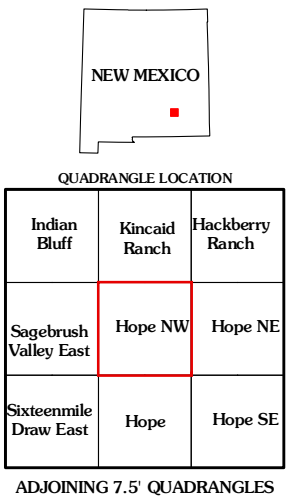 NEW MEXICO
QUADRANGLE LOCATION
Indian
Bluff
Kincaid
Ranch
Hackberry
Ranch
Sagebrush
Valley East
Hope NW
Hope NE
Sixteenmile
Draw East
Hope
Hope SE
ADJOINING 7.5' QUADRANGLES